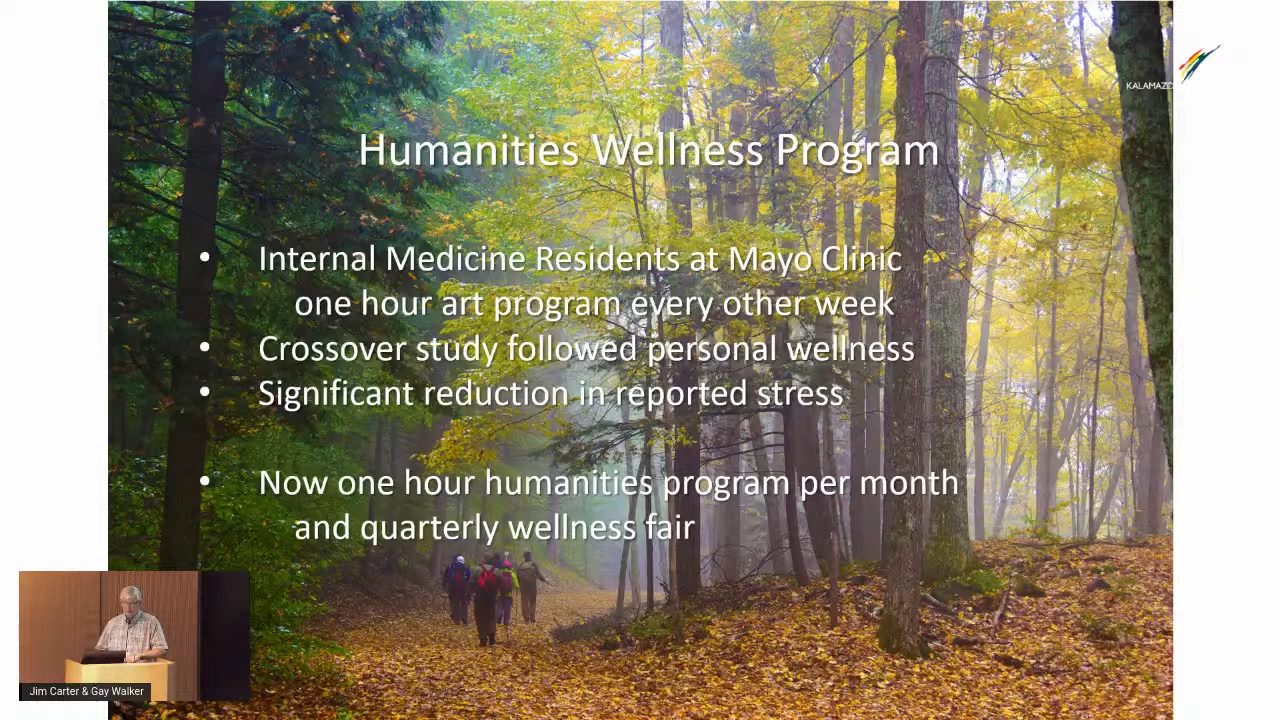 KALAMAZO
Humanities Wellness Program
• Internal Medicine Residents at Mayo Clinic
one hour art program every other week
• Crossover study followed personal wellness
• Significant reduction in reported stress
• Now one hour humanities program per month
and quarterly wellness fair
Jim Carter & Gay Walker